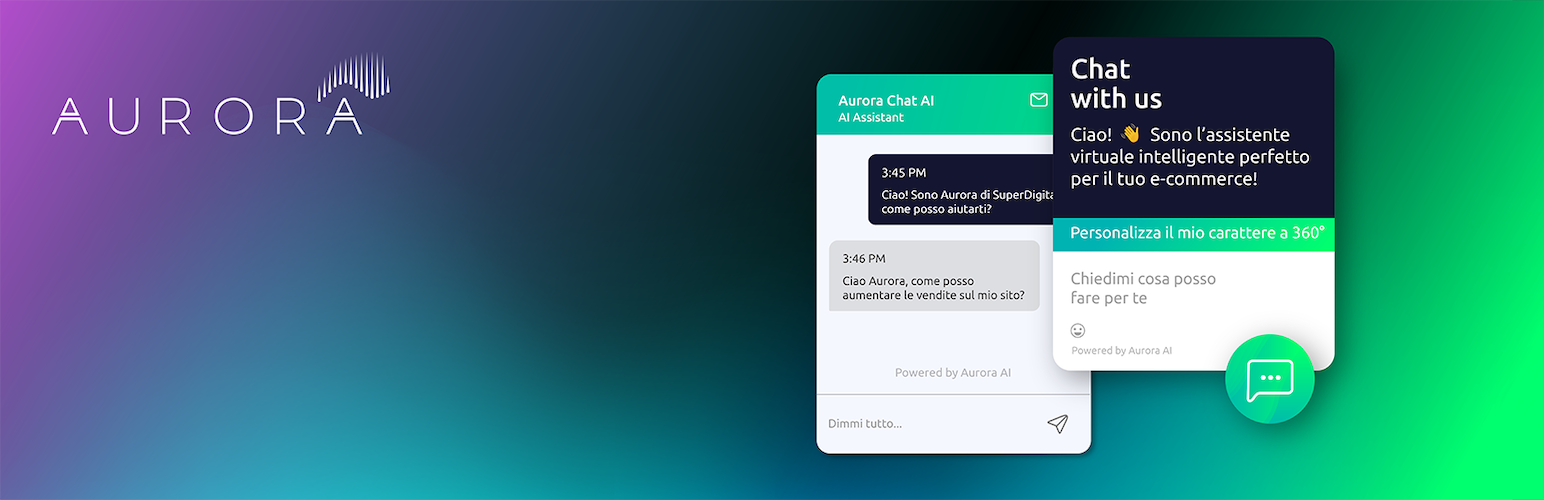 AURORA
Aurora Chat AI
AI Assistant
3:45 PM
Ciao! Sono Aurora di SuperDigita
come posso aiutarti?
3:46 PM
Ciao Aurora, come posso
aumentare le vendite sul mio sito?
Powered by Aurora AI
Dimmi tutto...
Chat
with us
Ciao! 👋 Sono l’assistente
virtuale intelligente perfetto
per il tuo e-commerce!
Personalizza il mio carattere a 360°
Chiedimi cosa posso
fare per te
Powered by Aurora AI